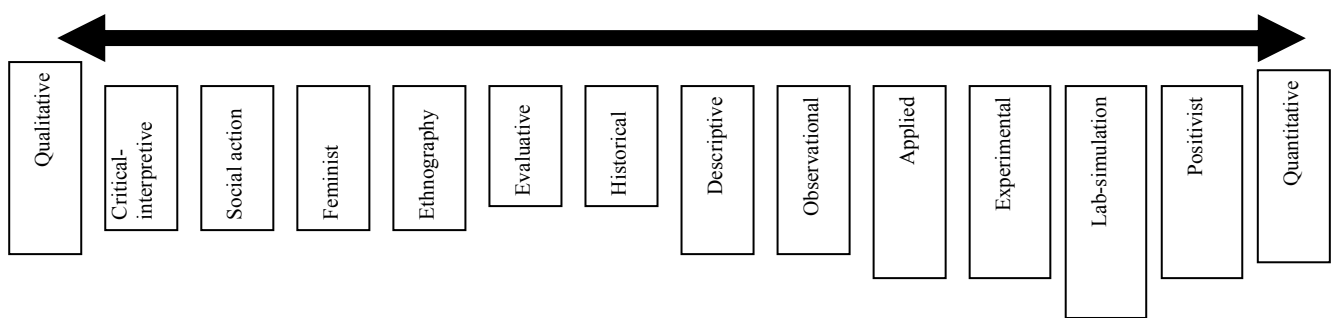 Qualitative
Critical-
interpretive
Social action
Feminist
Ethnography
Evaluative
Historical
Descriptive
Observational
Applied
Experimental
Lab-simulation
Positivist
Quantitative